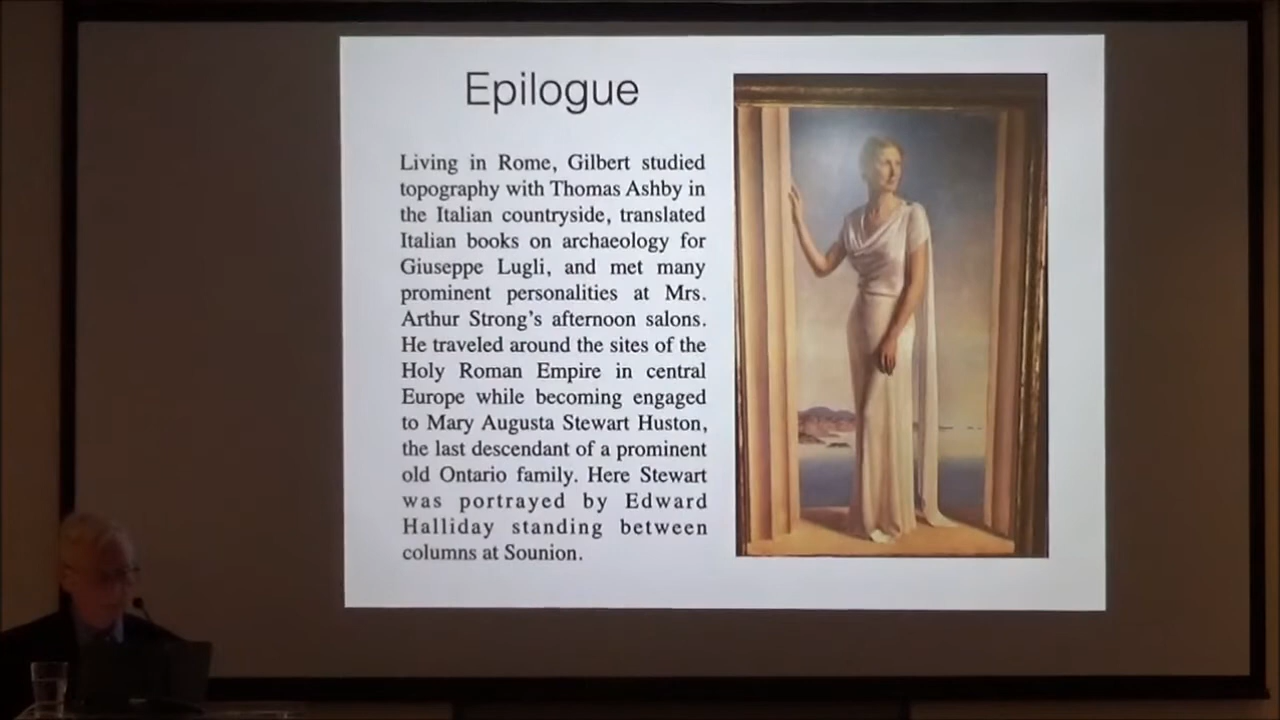 Epilogue
Living in Rome, Gilbert studied
topography with Thomas Ashby in
the Italian countryside, translated
Italian books on archaeology for
Giuseppe Lugli, and met many
prominent personalities at Mrs.
Arthur Strong's afternoon salons.
He traveled around the sites of the
Holy Roman Empire in central
Europe while becoming engaged
to Mary Augusta Stewart Huston,
the last descendant of a prominent
old Ontario family. Here Stewart
was portrayed by Edward
Halliday standing between
columns at Sounion.